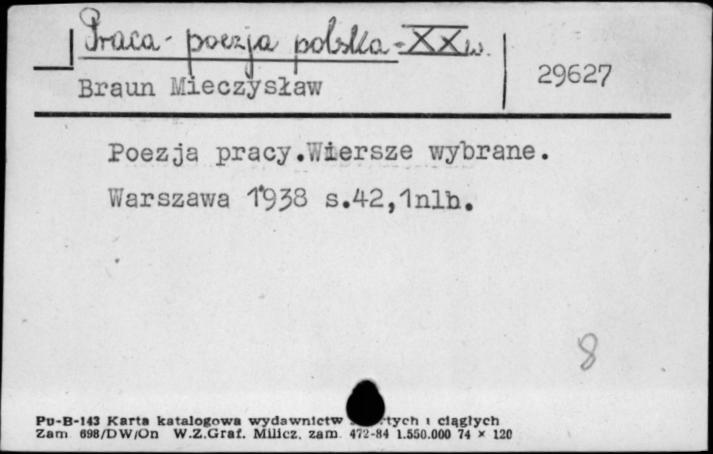 Praca - poezja polska - XX w.
Braun Mieczysław
29627
Poezja pracy.Wiersze wybrane.
Warszawa 1938 s.42,1nlb.
8
Pu-B-143 Karta katalogowa wydawnictw rtych i ciągłych
Zam 698/DW/On W.Z.Graf. Milicz. zam. 472-84 1.550.000 74 × 120